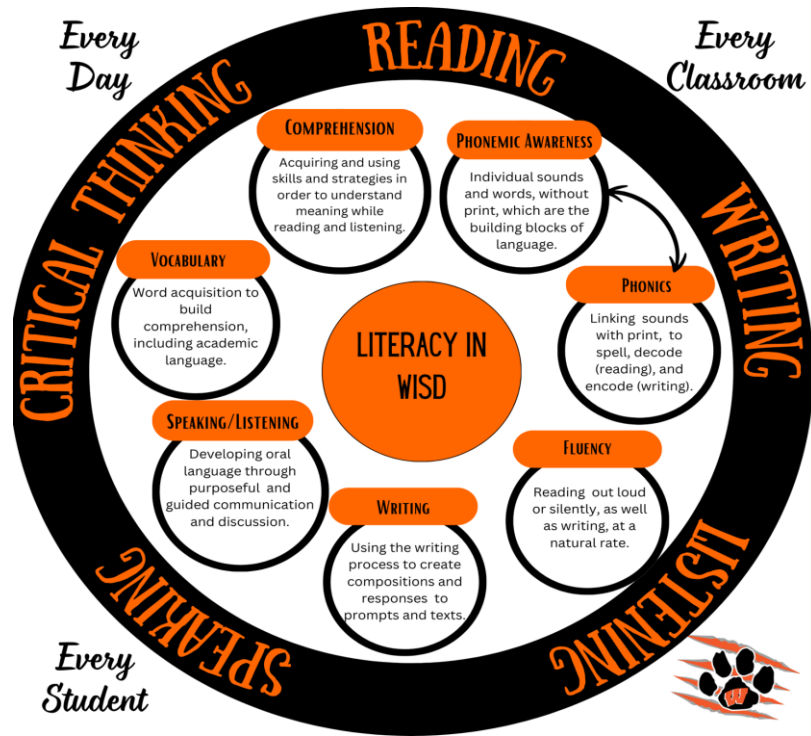 Every
Day
Every
Classroom
READING
WRITING
LISTENING
SPEAKING
CRITICAL THINKING
COMPREHENSION
Acquiring and using
skills and strategies in
order to understand
meaning while
reading and listening.
PHONEMIC AWARENESS
Individual sounds
and words, without
print, which are the
building blocks of
language.
PHONICS
Linking sounds
with print, to
spell, decode
(reading), and
encode (writing).
FLUENCY
Reading out loud
or silently, as well
as writing, at a
natural rate.
WRITING
Using the writing
process to create
compositions and
responses to
prompts and texts.
SPEAKING/LISTENING
Developing oral
language through
purposeful and
guided communication
and discussion.
VOCABULARY
Word acquisition to
build
comprehension,
including academic
language.
LITERACY IN
WISD
Every
Student
W